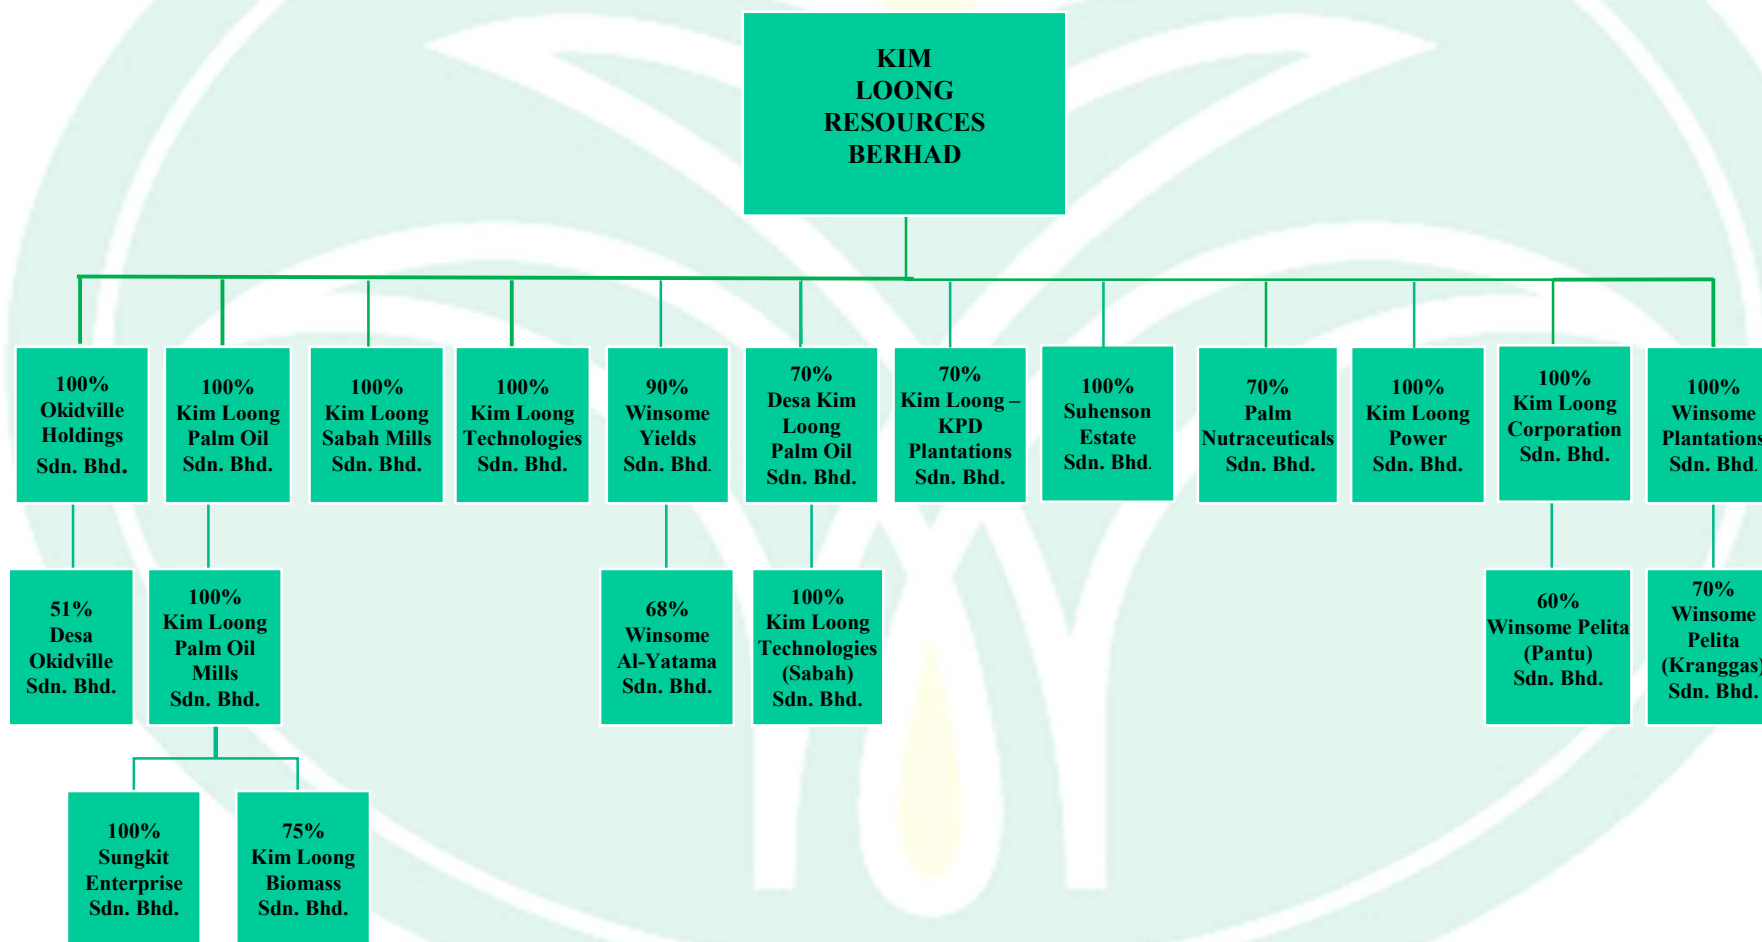 KIM
LOONG
RESOURCES
BERHAD
100%
Okidville
Holdings
Sdn. Bhd.
100%
Kim Loong
Palm Oil
Sdn. Bhd.
100%
Kim Loong
Sabah Mills
Sdn. Bhd.
100%
Kim Loong
Technologies
Sdn. Bhd.
90%
Winsome
Yields
Sdn. Bhd.
70%
Desa Kim
Loong
Palm Oil
Sdn. Bhd.
70%
Kim Loong –
KPD
Plantations
Sdn. Bhd.
100%
Suhenson
Estate
Sdn. Bhd.
70%
Palm
Nutraceuticals
Sdn. Bhd.
100%
Kim Loong
Power
Sdn. Bhd.
100%
Kim Loong
Corporation
Sdn. Bhd.
100%
Winsome
Plantations
Sdn. Bhd.
51%
Desa
Okidville
Sdn. Bhd.
100%
Kim Loong
Palm Oil
Mills
Sdn. Bhd.
68%
Winsome
Al-Yatama
Sdn. Bhd.
100%
Kim Loong
Technologies
(Sabah)
Sdn. Bhd.
60%
Winsome Pelita
(Pantu)
Sdn. Bhd.
70%
Winsome
Pelita
(Kranggas)
Sdn. Bhd.
100%
Sungkit
Enterprise
Sdn. Bhd.
75%
Kim Loong
Biomass
Sdn. Bhd.